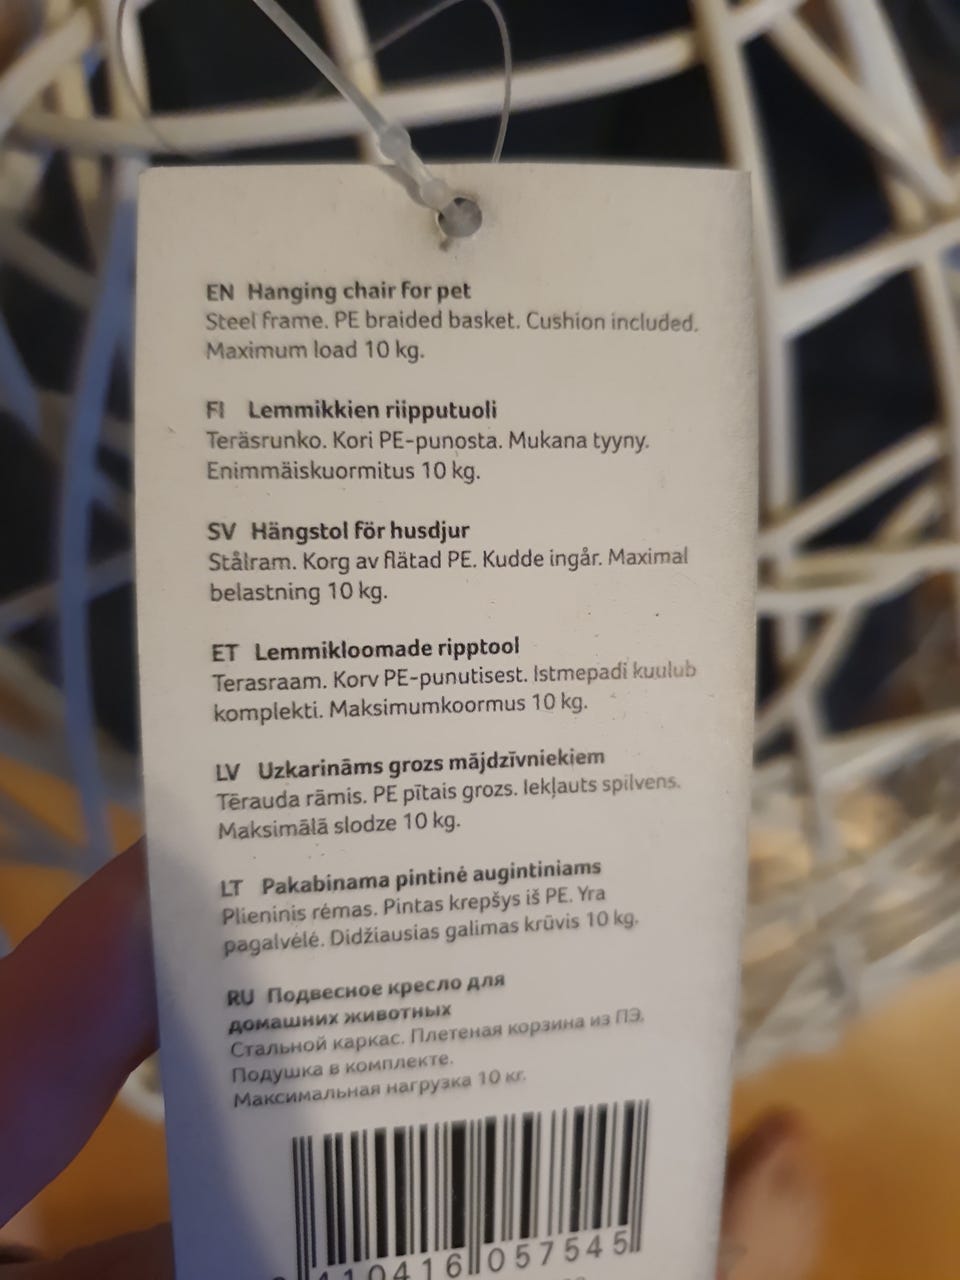 EN Hanging chair for pet
Steel frame. PE braided basket. Cushion included.
Maximum load 10 kg.
FI Lemmikkien riipputuoli
Teräsrunko. Kori PE-punosta. Mukana tyyny.
Enimmäiskuormitus 10 kg.
SV Hängstol för husdjur
Stålram. Korg av flätad PE. Kudde ingår. Maximal
belastning 10 kg.
ET Lemmikloomade ripptool
Terasraam. Korv PE-punutisest. Istmepadi kuulub
komplekti. Maksimumkoormus 10 kg.
LV Uzkarināms grozs mājdzīvniekiem
Tērauda rāmis. PE pītais grozs. Iekļauts spilvens.
Maksimālā slodze 10 kg.
LT Pakabinama pintinė augintiniams
Plieninis rėmas. Pintas krepšys iš PE. Yra
pagalvėlė. Didžiausias galimas krūvis 10 kg.
RU Подвесное кресло для
домашних животных
Стальной каркас. Плетеная корзина из ПЭ.
Подушка в комплекте.
Максимальная нагрузка 10 кг.
410416 057545